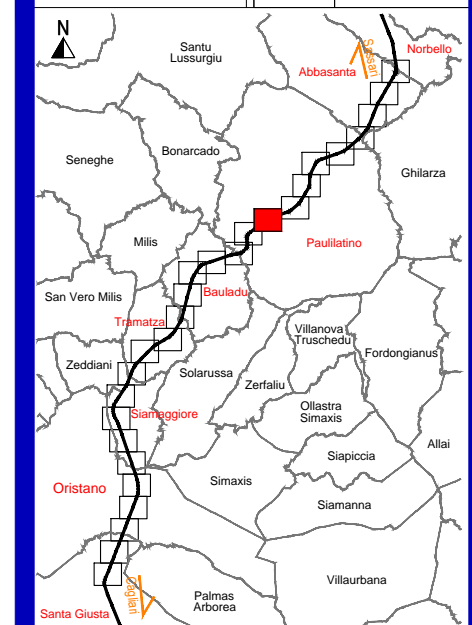 N
Santu
Lussurgiu
Sassari
Norbello
Abbasanta
Seneghe
Bonarcado
Ghilarza
Milis
Paulilatino
San Vero Milis
Bauladu
Tramatza
Villanova
Truschedu
Fordongianus
Zeddiani
Solarussa
Zerfaliu
Ollastra
Simaxis
Siamaggiore
Allai
Siapiccia
Simaxis
Oristano
Siamanna
Cagliari
Villaurbana
Palmas
Arborea
Santa Giusta